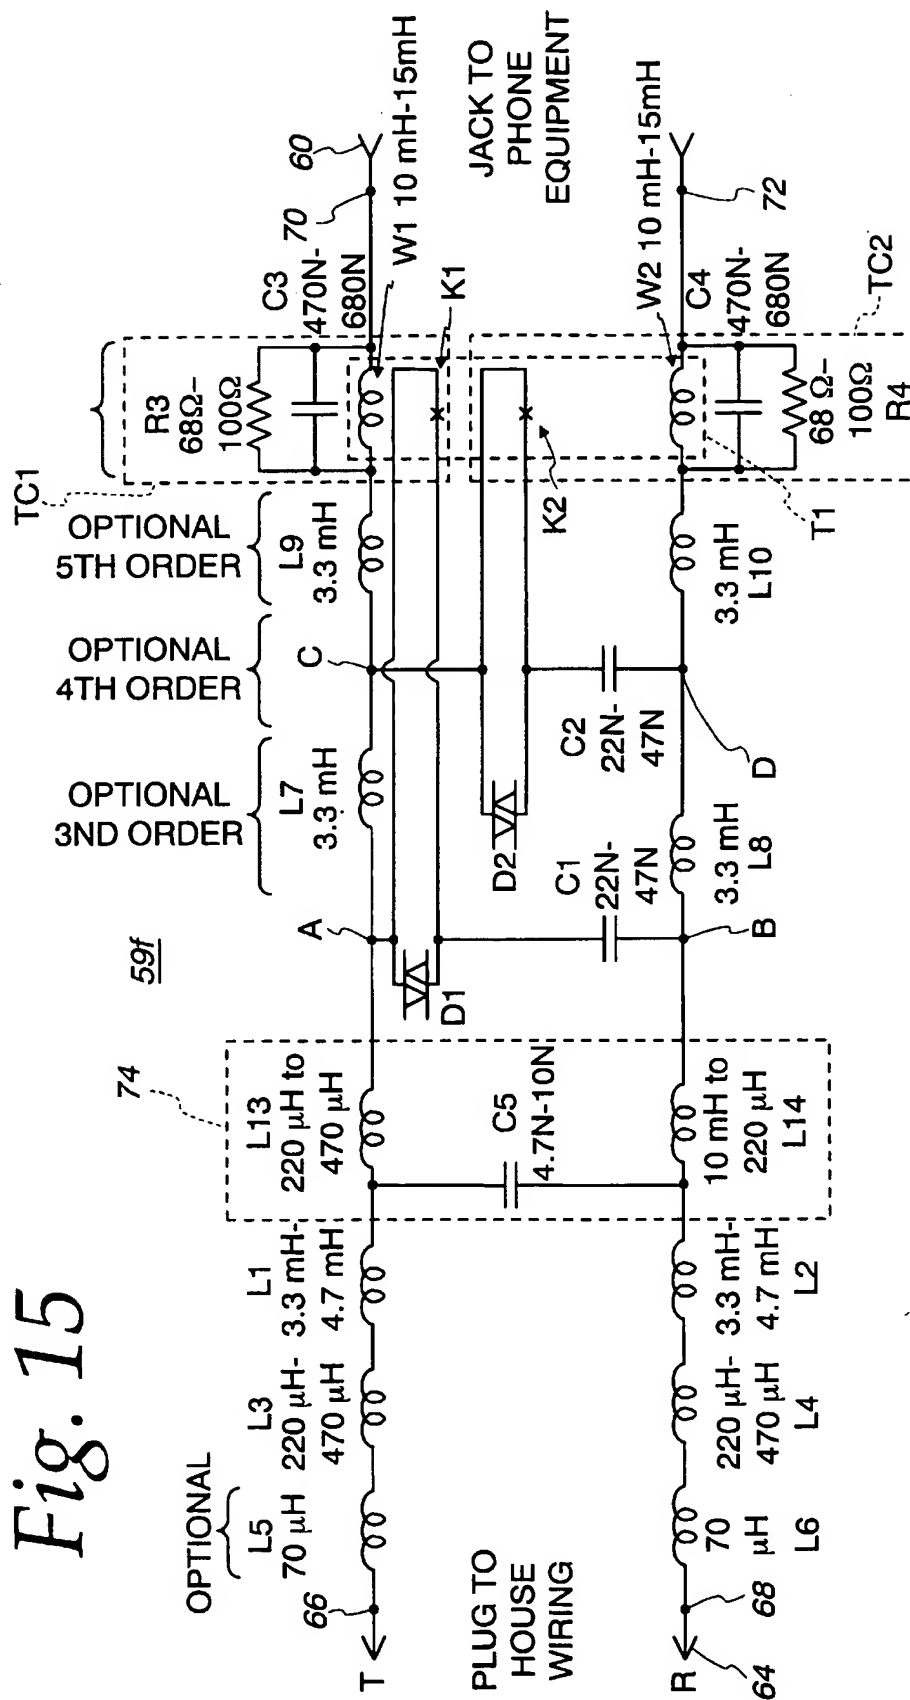 Fig. 15
59f
OPTIONAL
L5
70 µH
L3
220 µH-
470 µH
L1
3.3 mH-
4.7 mH
74
L13
220 µH to
470 µH
OPTIONAL
3ND ORDER
L7
3.3 mH
OPTIONAL
4TH ORDER
OPTIONAL
5TH ORDER
L9
3.3 mH
TC1
R3
68Ω–
100Ω
C3
470N-
680N
70
60
W1 10 mH-15mH
66
T
A
C
K1
D1
D2
K2
C5
4.7N-10N
C1
22N-
47N
C2
22N-
47N
PLUG TO
HOUSE
WIRING
JACK TO
PHONE
EQUIPMENT
R
64
68
70
µH
L6
220 µH-
470 µH
L4
3.3 mH-
4.7 mH
L2
10 mH to
220 µH
L14
B
3.3 mH
L8
D
3.3 mH
L10
T1
W2 10 mH-15mH
68 Ω–
100Ω
R4
C4
470N-
680N
TC2
72